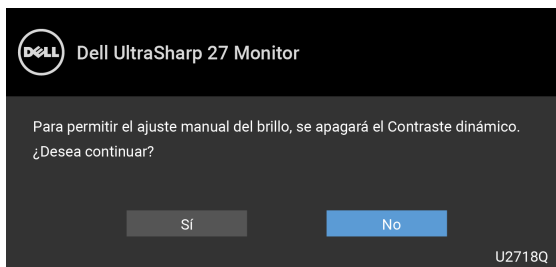 DELL
Dell UltraSharp 27 Monitor
Para permitir el ajuste manual del brillo, se apagará el Contraste dinámico.
¿Desea continuar?
Sí
No
U2718Q